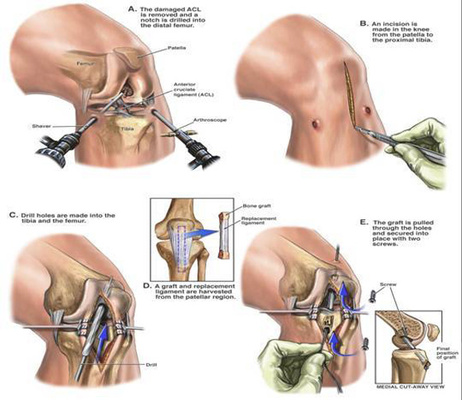 A. The damaged ACL
is removed and a
notch is drilled into
the distal femur.
Patella
Femur
Anterior
cruciate
ligament (ACL)
Shaver
Tibia
Arthroscope
B. An incision is
made in the knee
from the patella to
the proximal tibia.
C. Drill holes are made into
the tibia and the femur.
Drill
Bone graft
Replacement
ligament
D. A graft and replacement
ligament are harvested
from the patellar region.
E. The graft is pulled
through the holes
and secured into
place with two
screws.
Screw
Final
position
of graft
MEDIAL CUT-AWAY VIEW